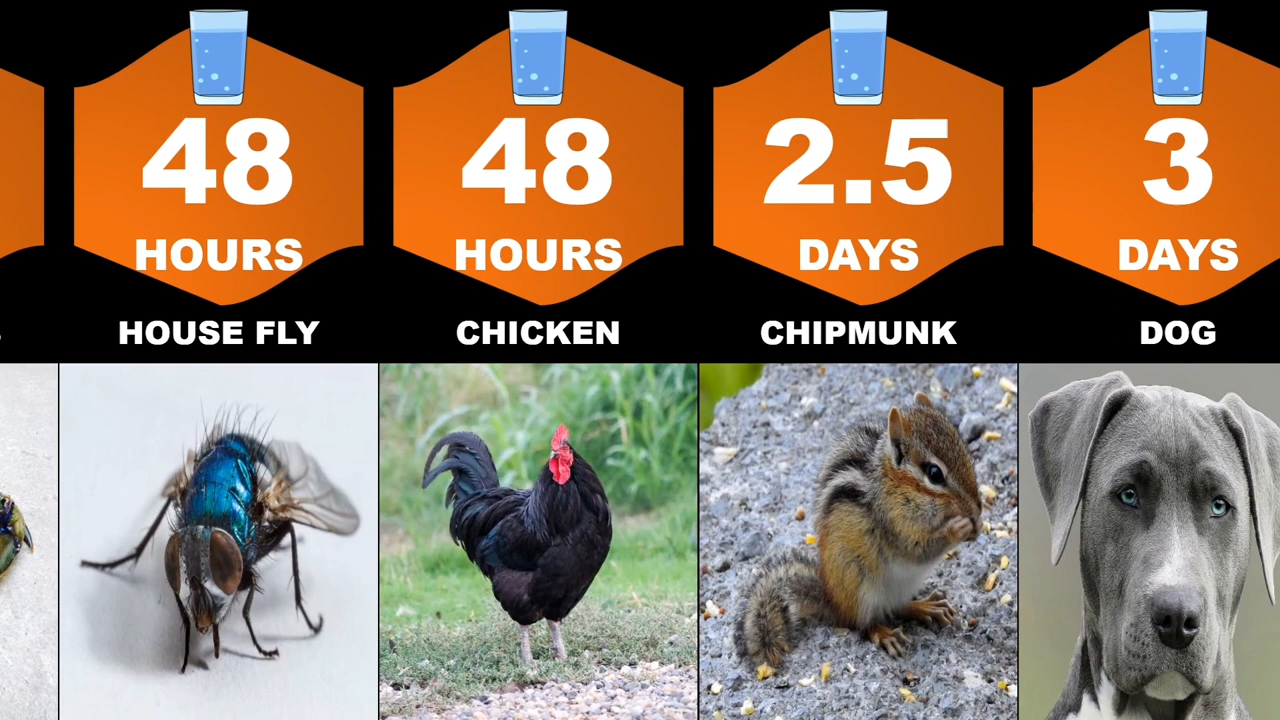 48
HOURS
HOUSE FLY
48
HOURS
CHICKEN
2.5
DAYS
CHIPMUNK
3
DAYS
DOG